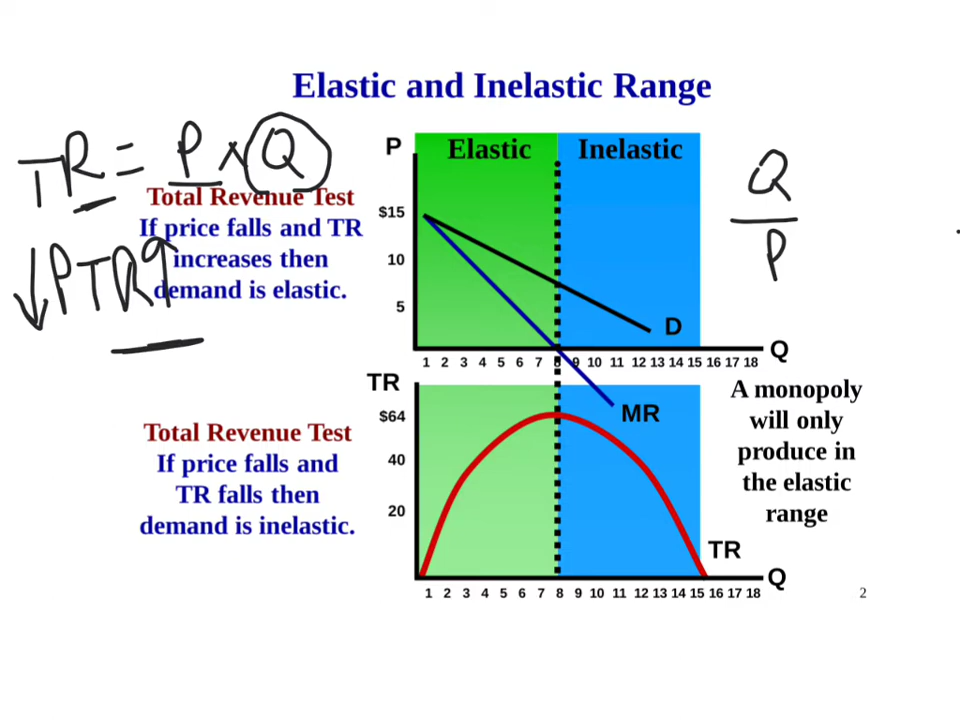 Elastic and Inelastic Range
TR = P x Q
Total Revenue Test
If price falls and TR
increases then
demand is elastic.
↓P TR↑
Total Revenue Test
If price falls and
TR falls then
demand is inelastic.
P
Elastic
Inelastic
$15
10
5
D
Q
1 2 3 4 5 6 7 8 9 10 11 12 13 14 15 16 17 18
MR
TR
$64
40
20
TR
Q
1 2 3 4 5 6 7 8 9 10 11 12 13 14 15 16 17 18
Q
P
A monopoly
will only
produce in
the elastic
range
2